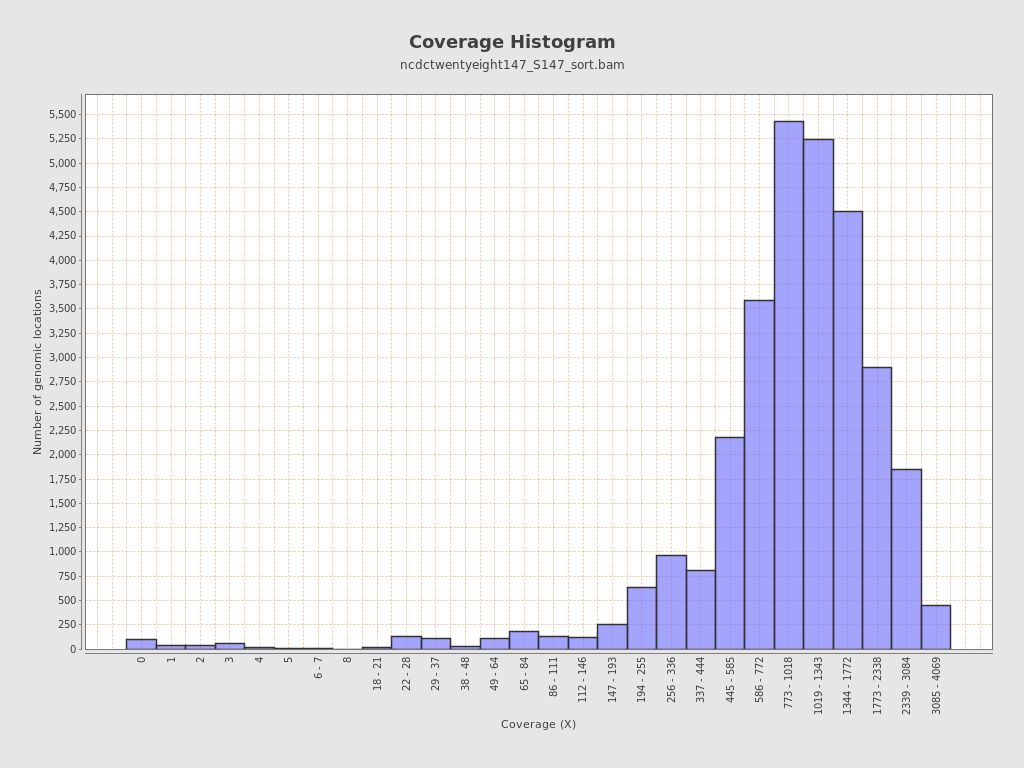 Coverage Histogram
ncdctwentyeight147_S147_sort.bam
Number of genomic locations
5,500
5,250
5,000
4,750
4,500
4,250
4,000
3,750
3,500
3,250
3,000
2,750
2,500
2,250
2,000
1,750
1,500
1,250
1,000
750
500
250
0
0
1
2
3
4
5
6 - 7
8
18 - 21
22 - 28
29 - 37
38 - 48
49 - 64
65 - 84
86 - 111
112 - 146
147 - 193
194 - 255
256 - 336
337 - 444
445 - 585
586 - 772
773 - 1018
1019 - 1343
1344 - 1772
1773 - 2338
2339 - 3084
3085 - 4069
Coverage (X)